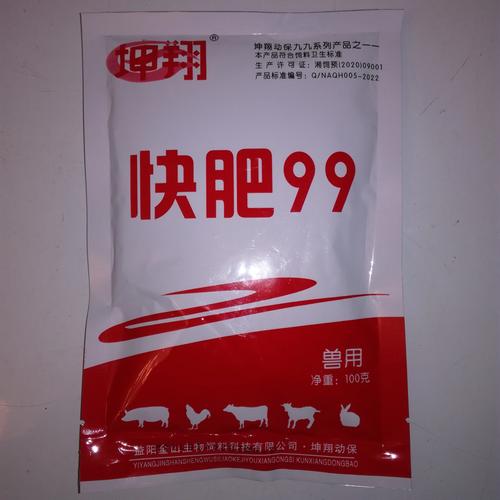 坤翔
坤翔动保九九系列产品之一
本产品符合饲料卫生标准
生产许可证：湘饲预(2020)09001
产品标准编号：Q/NAQH005-2022
快肥99
兽用
净重：100克
益阳金山生物饲料科技有限公司·坤翔动保
YIYANGJINSHANSHENGWUSILIAOKEJIYOUXIANGONGSI KUNXIANGDONGBAO